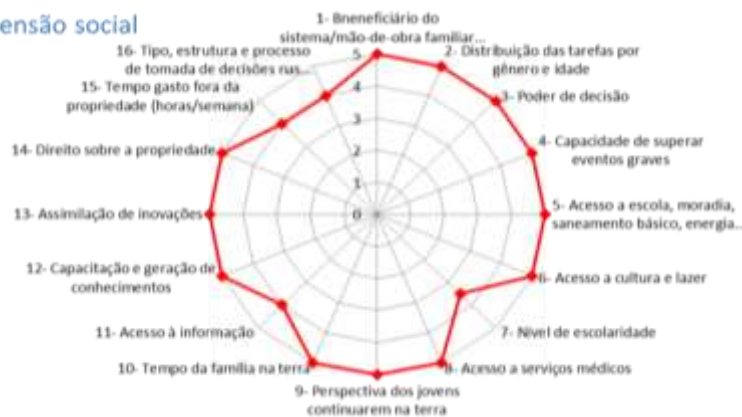 ensão social
1- Bneneficiário do
sistema/mão-de-obra familiar...
2- Distribuição das tarefas por
gênero e idade
3- Poder de decisão
4- Capacidade de superar
eventos graves
5- Acesso a escola, moradia,
saneamento básico, energia...
6- Acesso a cultura e lazer
7- Nível de escolaridade
8- Acesso a serviços médicos
9- Perspectiva dos jovens
continuarem na terra
10- Tempo da família na terra
11- Acesso à informação
12- Capacitação e geração de
conhecimentos
13- Assimilação de inovações
14- Direito sobre a propriedade
15- Tempo gasto fora da
propriedade (horas/semana)
16- Tipo, estrutura e processo
de tomada de decisões nas...
5
4
3
2
1
0